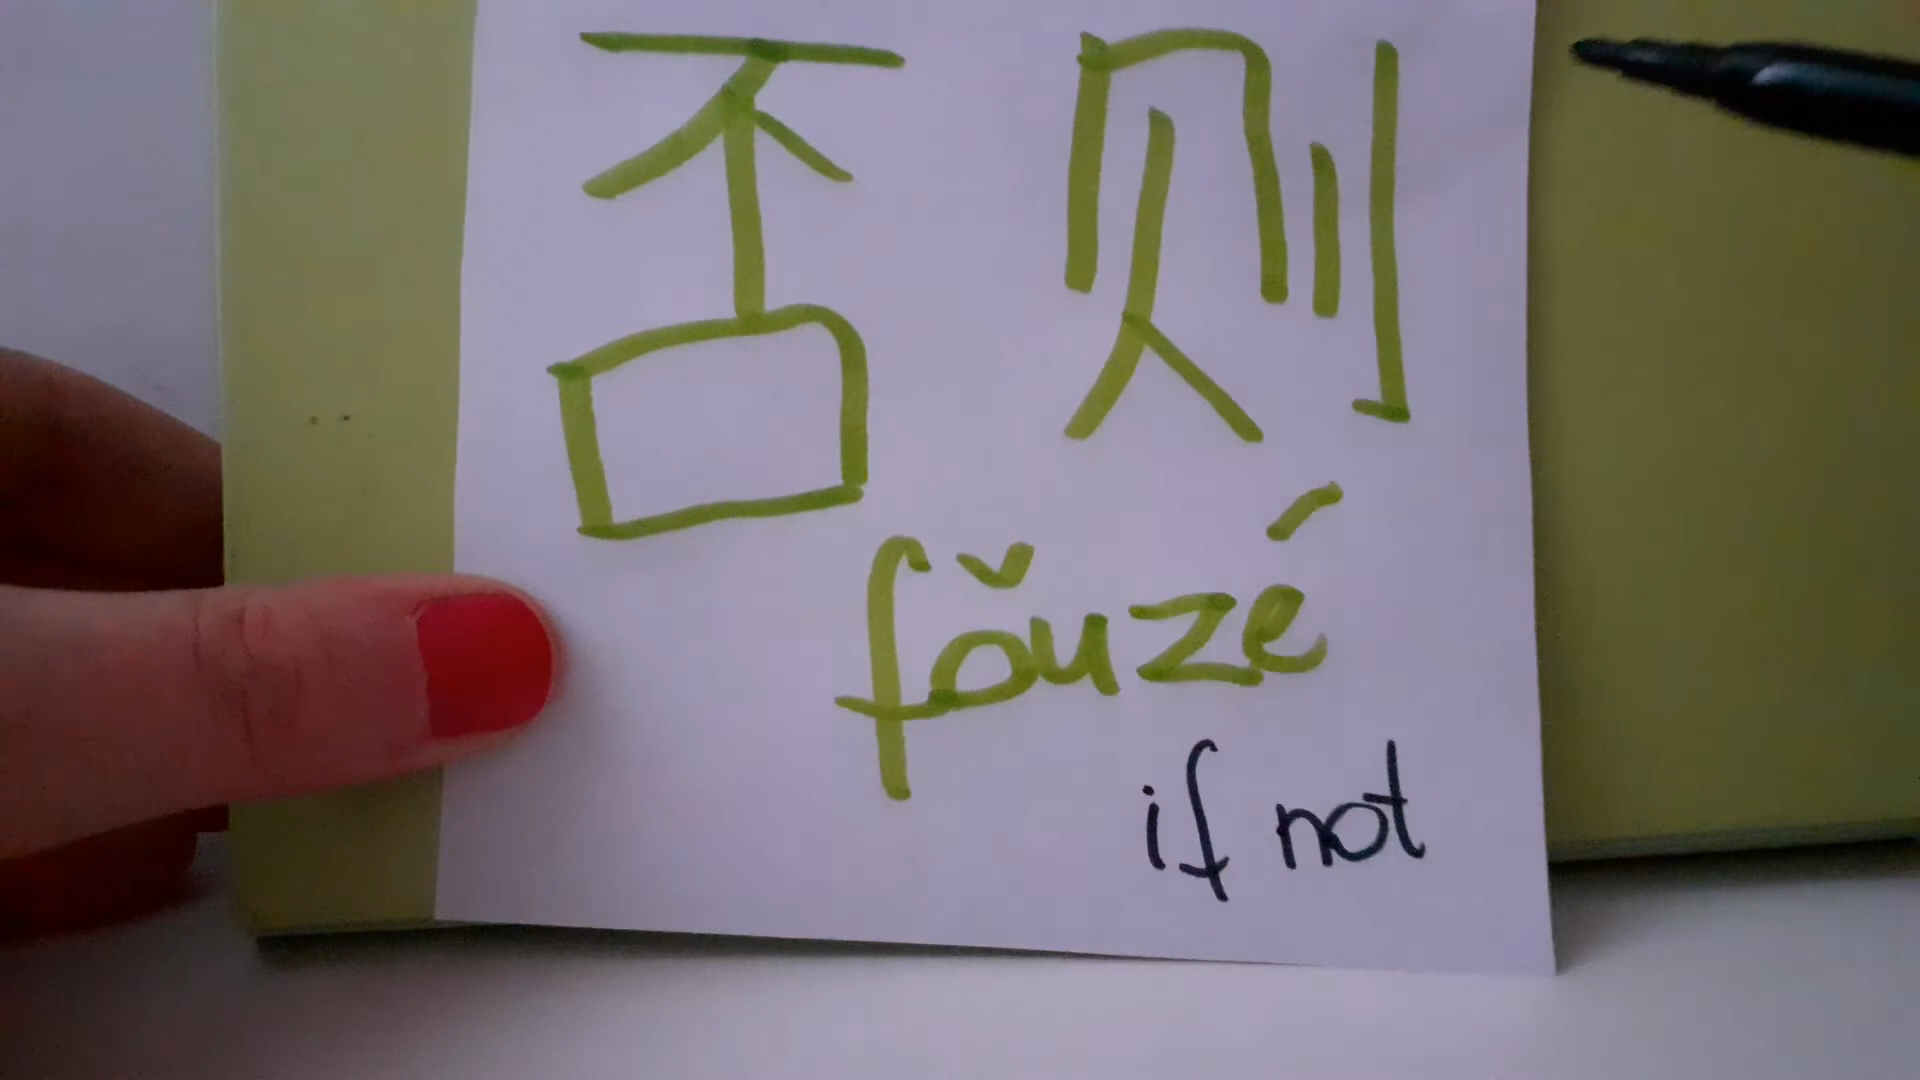 否则
fǒuzé
if not